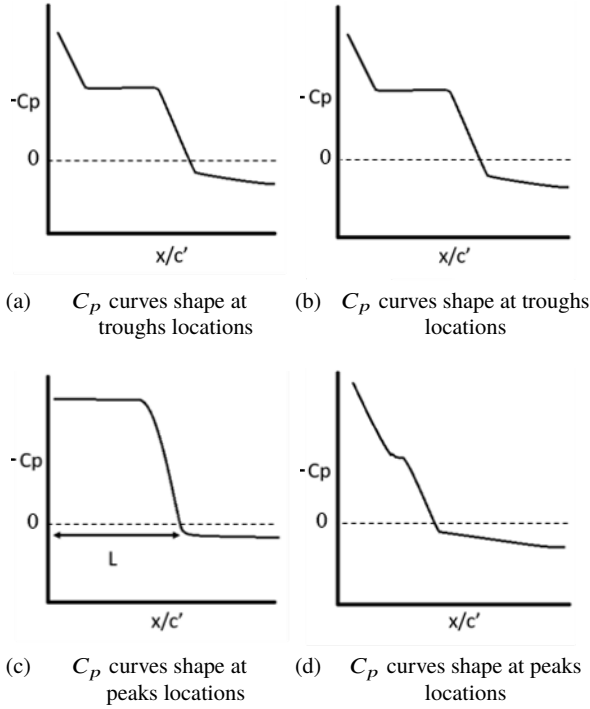 -Cp
0
x/c'
-Cp
0
x/c'
(a) Cp curves shape at
troughs locations
(b) Cp curves shape at troughs
locations
-Cp
0
L
x/c'
-Cp
0
x/c'
(c) Cp curves shape at
peaks locations
(d) Cp curves shape at peaks
locations